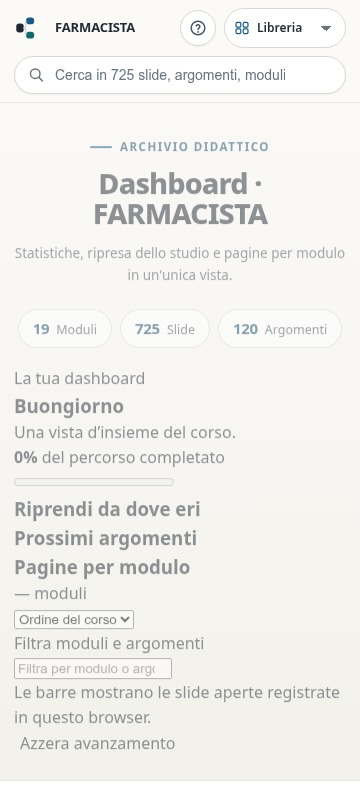 FARMACISTA
Libreria
Cerca in 725 slide, argomenti, moduli
ARCHIVIO DIDATTICO
Dashboard ·
FARMACISTA
Statistiche, ripresa dello studio e pagine per modulo
in un'unica vista.
19 Moduli
725 Slide
120 Argomenti
La tua dashboard
Buongiorno
Una vista d’insieme del corso.
0% del percorso completato
Riprendi da dove eri
Prossimi argomenti
Pagine per modulo
— moduli
Ordine del corso
Filtra moduli e argomenti
Filtra per modulo o argo
Le barre mostrano le slide aperte registrate
in questo browser.
Azzera avanzamento